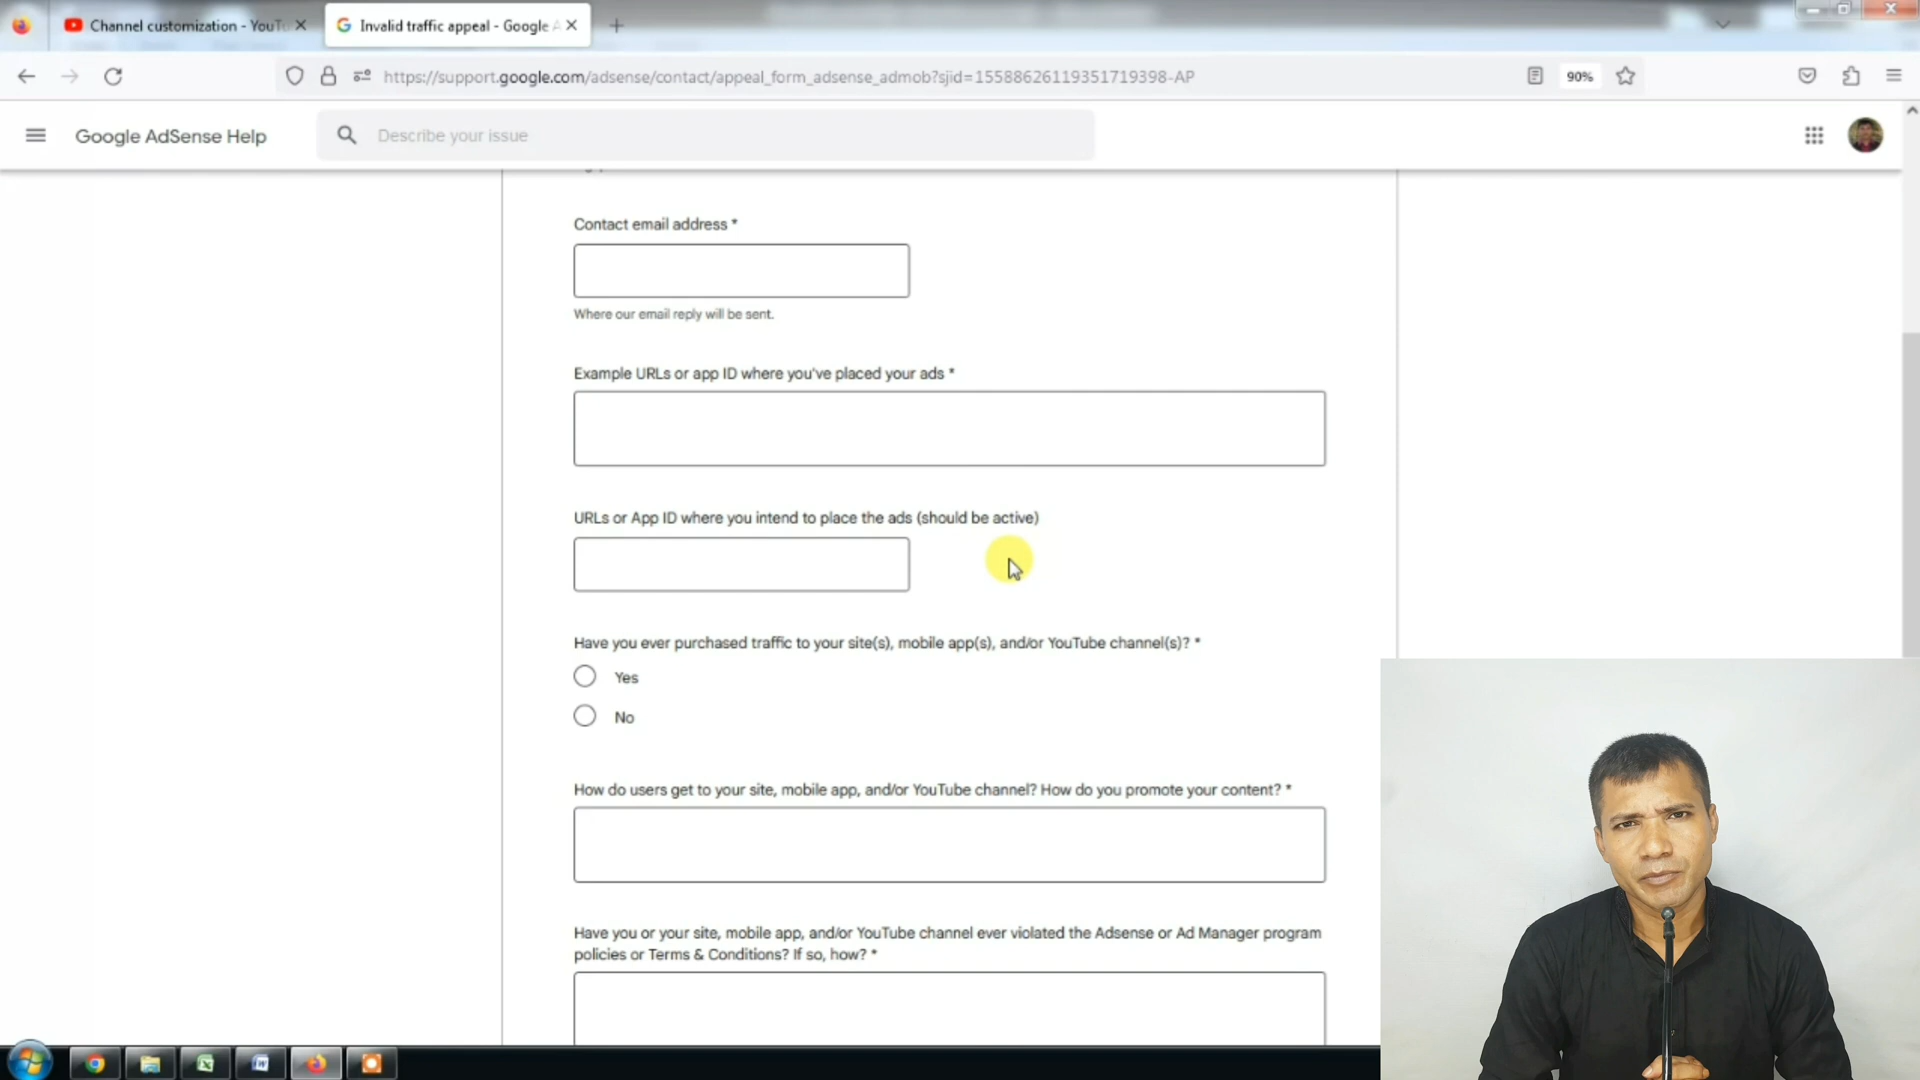 Channel customization - YouTu
Invalid traffic appeal - Google A
https://support.google.com/adsense/contact/appeal_form_adsense_admob?sjid=15588626119351719398-AP
90%
Google AdSense Help
Describe your issue
Contact email address *
Where our email reply will be sent.
Example URLs or app ID where you've placed your ads *
URLs or App ID where you intend to place the ads (should be active)
Have you ever purchased traffic to your site(s), mobile app(s), and/or YouTube channel(s)? *
Yes
No
How do users get to your site, mobile app, and/or YouTube channel? How do you promote your content? *
Have you or your site, mobile app, and/or YouTube channel ever violated the Adsense or Ad Manager program
policies or Terms & Conditions? If so, how? *